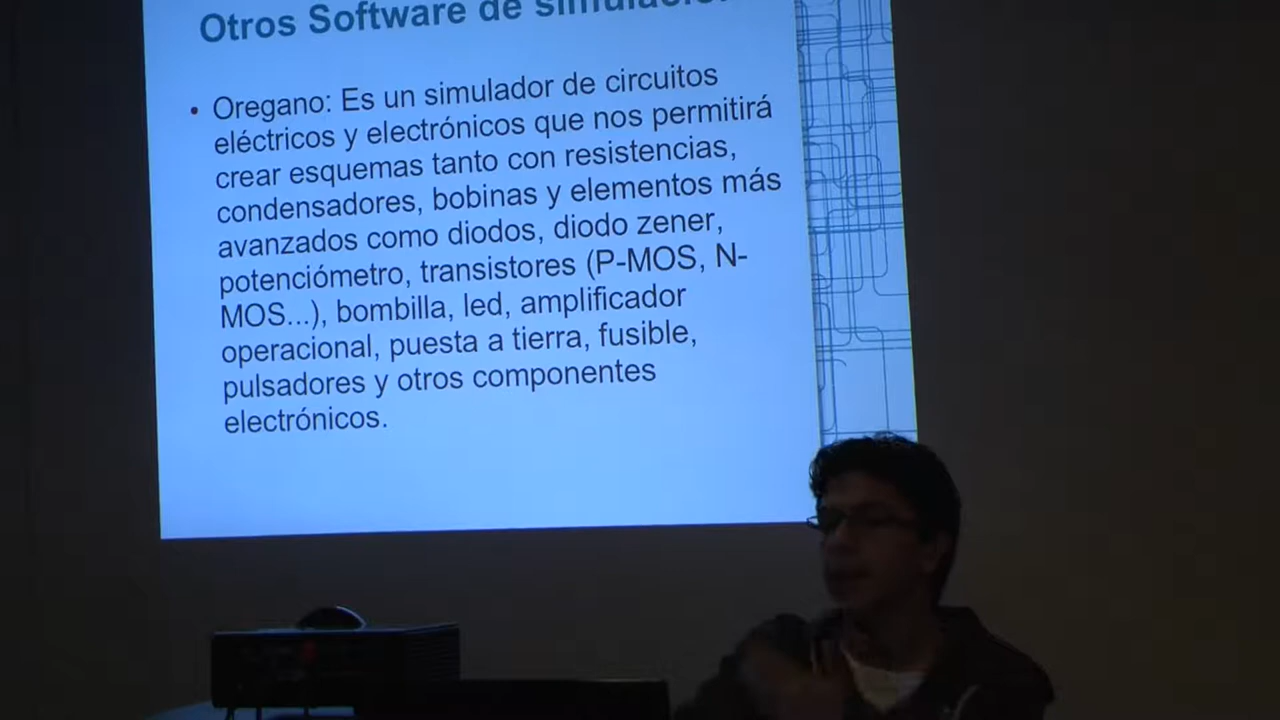 Otros Software de simulación
• Oregano: Es un simulador de circuitos
eléctricos y electrónicos que nos permitirá
crear esquemas tanto con resistencias,
condensadores, bobinas y elementos más
avanzados como diodos, diodo zener,
potenciómetro, transistores (P-MOS, N-
MOS...), bombilla, led, amplificador
operacional, puesta a tierra, fusible,
pulsadores y otros componentes
electrónicos.